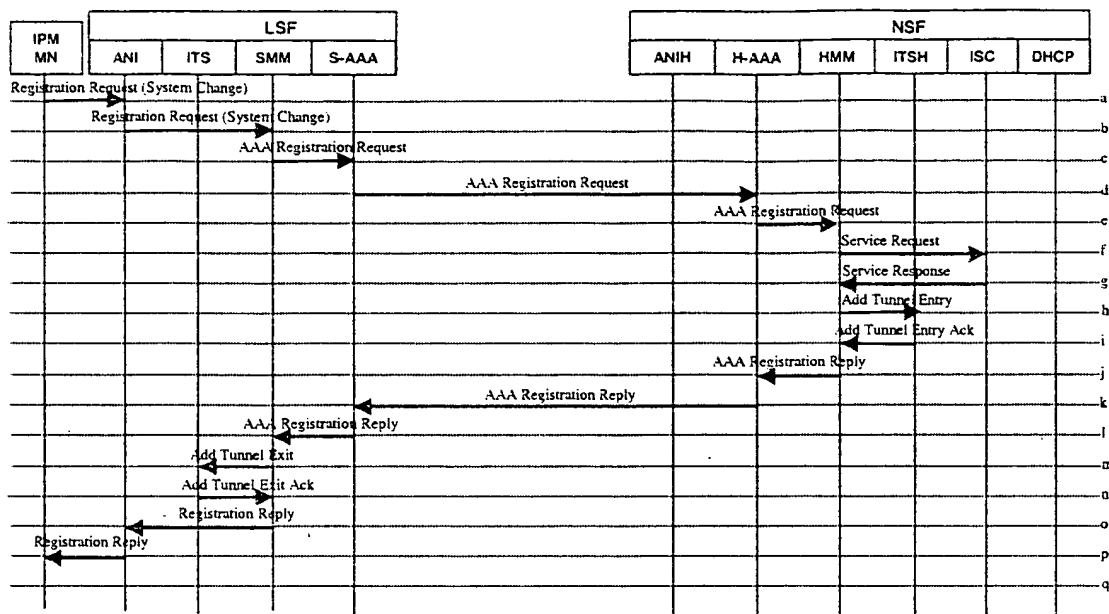 LSF
NSF
IPM
MN
ANI
ITS
SMM
S-AAA
ANIH
H-AAA
HMM
ITSH
ISC
DHCP
Registration Request (System Change)
a
Registration Request (System Change)
b
AAA Registration Request
c
AAA Registration Request
d
AAA Registration Request
e
Service Request
f
Service Response
g
Add Tunnel Entry
h
Add Tunnel Entry Ack
i
AAA Registration Reply
j
AAA Registration Reply
k
AAA Registration Reply
l
Add Tunnel Exit
m
Add Tunnel Exit Ack
n
Registration Reply
o
Registration Reply
p
q